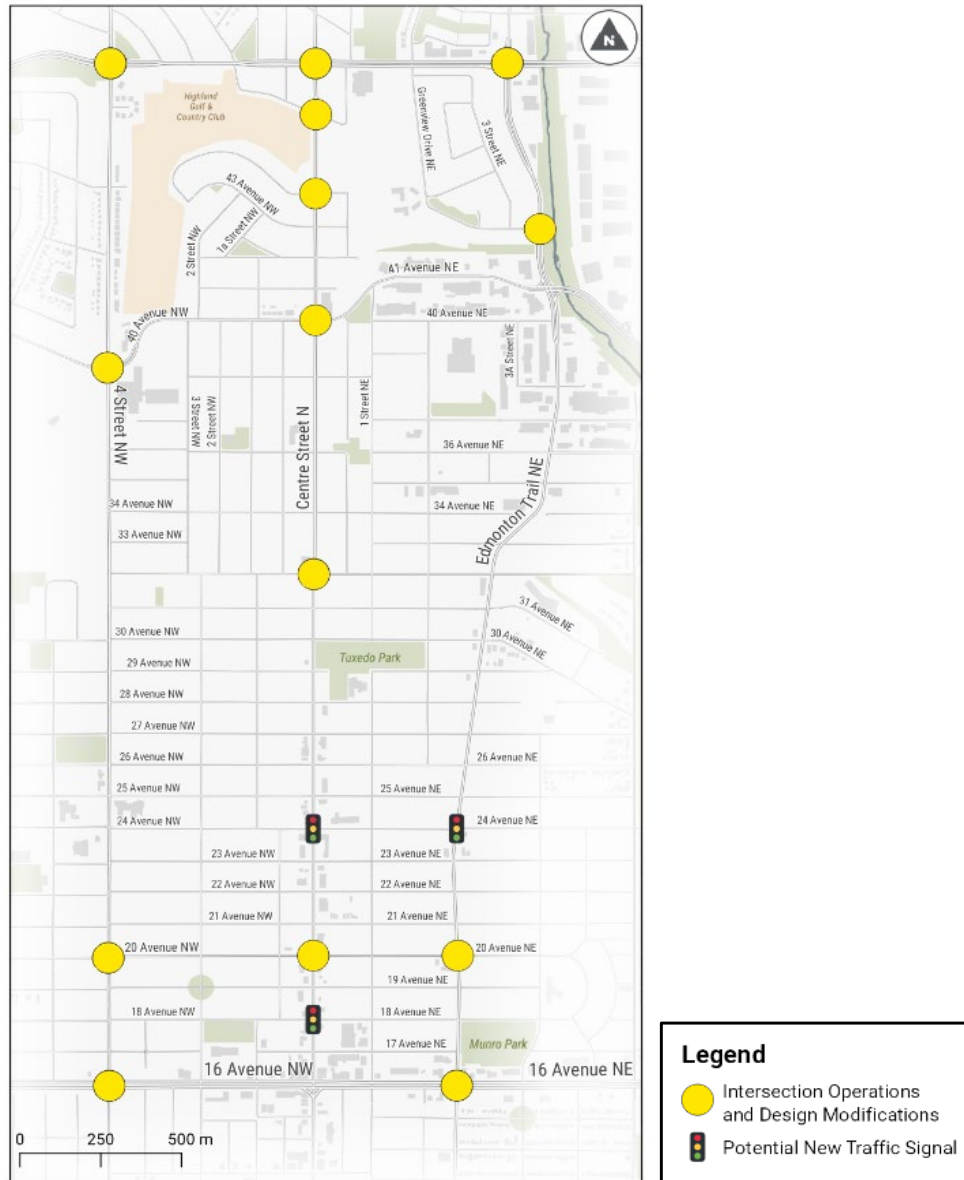 N
Highland
Golf &
Country Club
Greenview Drive NE
3 Street NE
43 Avenue NW
1a Street NW
2 Street NW
41 Avenue NE
40 Avenue NW
40 Avenue NE
3A Street NE
4 Street NW
3 Street NW
2 Street NW
Centre Street N
1 Street NE
36 Avenue NE
34 Avenue NW
34 Avenue NE
Edmonton Trail NE
33 Avenue NW
31 Avenue NE
30 Avenue NW
30 Avenue NE
Tuxedo Park
29 Avenue NW
28 Avenue NW
27 Avenue NW
26 Avenue NW
26 Avenue NE
25 Avenue NW
25 Avenue NE
24 Avenue NW
24 Avenue NE
23 Avenue NW
23 Avenue NE
22 Avenue NW
22 Avenue NE
21 Avenue NW
21 Avenue NE
20 Avenue NW
20 Avenue NE
19 Avenue NE
18 Avenue NW
18 Avenue NE
17 Avenue NE
Munro Park
16 Avenue NW
16 Avenue NE
0 250 500 m
Legend
Intersection Operations
and Design Modifications
Potential New Traffic Signal